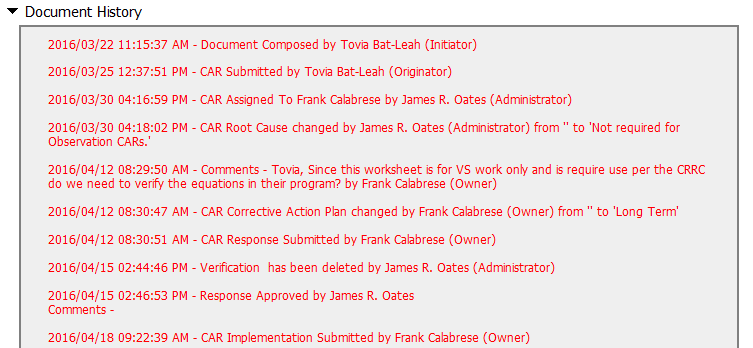 Document History
2016/03/22 11:15:37 AM - Document Composed by Tovia Bat-Leah (Initiator)
2016/03/25 12:37:51 PM - CAR Submitted by Tovia Bat-Leah (Originator)
2016/03/30 04:16:59 PM - CAR Assigned To Frank Calabrese by James R. Oates (Administrator)
2016/03/30 04:18:02 PM - CAR Root Cause changed by James R. Oates (Administrator) from '' to 'Not required for
Observation CARs.'
2016/04/12 08:29:50 AM - Comments - Tovia, Since this worksheet is for VS work only and is require use per the CRRC
do we need to verify the equations in their program? by Frank Calabrese (Owner)
2016/04/12 08:30:47 AM - CAR Corrective Action Plan changed by Frank Calabrese (Owner) from '' to 'Long Term'
2016/04/12 08:30:51 AM - CAR Response Submitted by Frank Calabrese (Owner)
2016/04/15 02:44:46 PM - Verification  has been deleted by James R. Oates (Administrator)
2016/04/15 02:46:53 PM - Response Approved by James R. Oates
Comments -
2016/04/18 09:22:39 AM - CAR Implementation Submitted by Frank Calabrese (Owner)